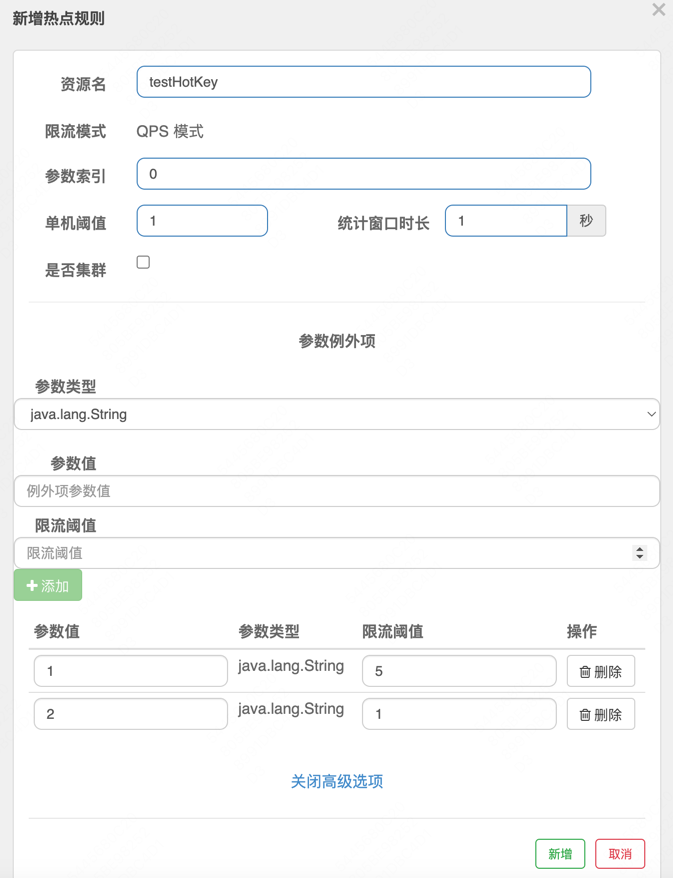 新增热点规则
资源名 testHotKey
限流模式 QPS 模式
参数索引 0
单机阈值 1 统计窗口时长 1 秒
是否集群
参数例外项
参数类型
java.lang.String
参数值
例外项参数值
限流阈值
限流阈值
添加
参数值 参数类型 限流阈值 操作
1 java.lang.String 5 删除
2 java.lang.String 1 删除
关闭高级选项
新增 取消